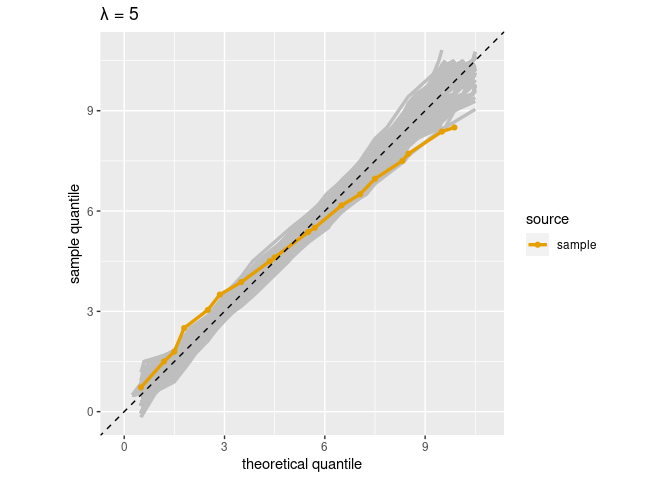 λ = 5
sample quantile
9
6
3
0
0 3 6 9
theoretical quantile
source
sample